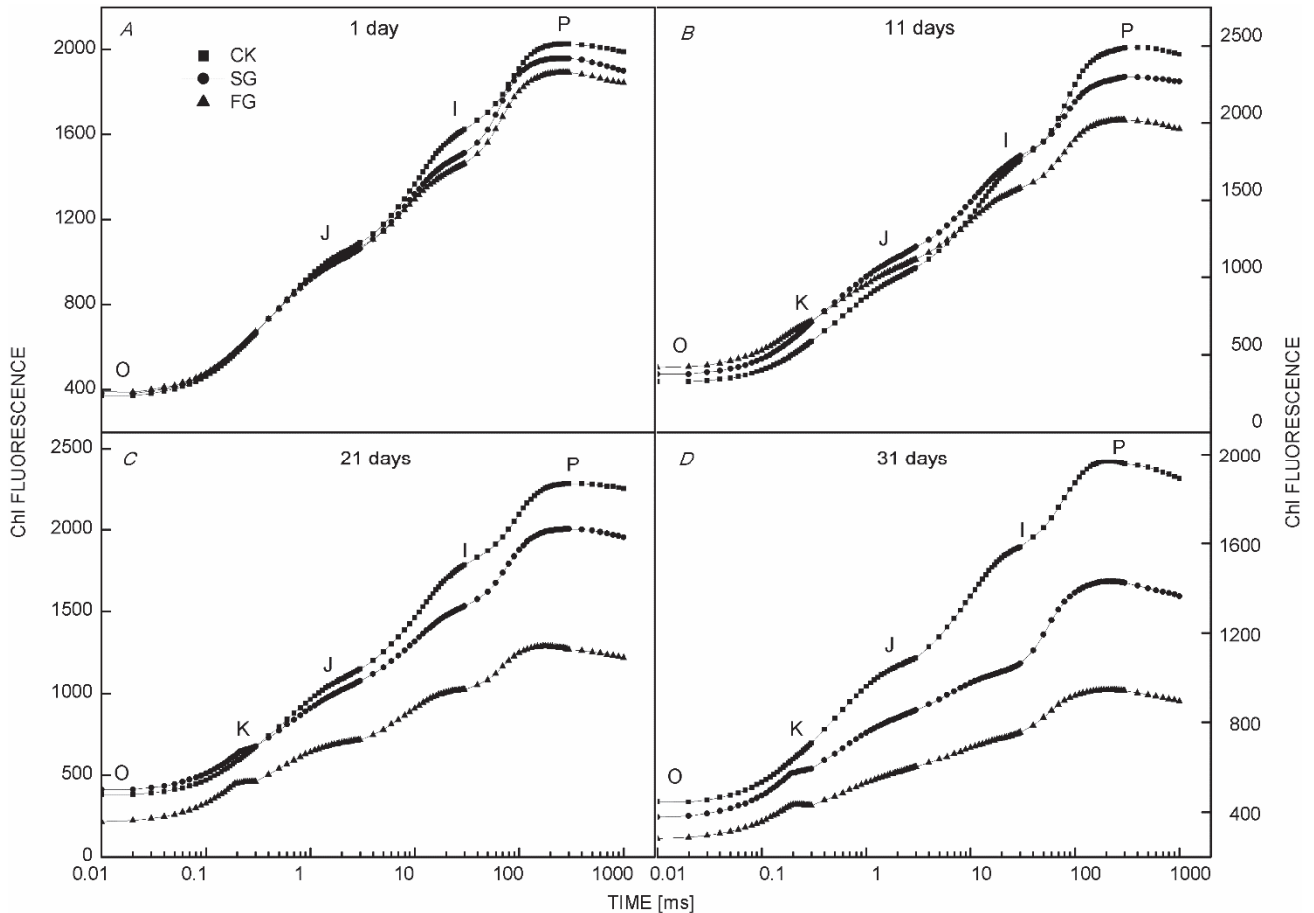 A
1 day
P
2000
CK
SG
FG
I
1600
1200
J
800
O
400
B
11 days
P
2500
2000
I
1500
J
1000
K
O
500
0
Chl FLUORESCENCE
Chl FLUORESCENCE
C
21 days
P
2500
2000
I
1500
J
1000
K
O
500
0
D
31 days
P
2000
I
1600
1200
J
K
800
O
400
0.01 0.1 1 10 100 1000
0.01 0.1 1 10 100 1000
TIME [ms]